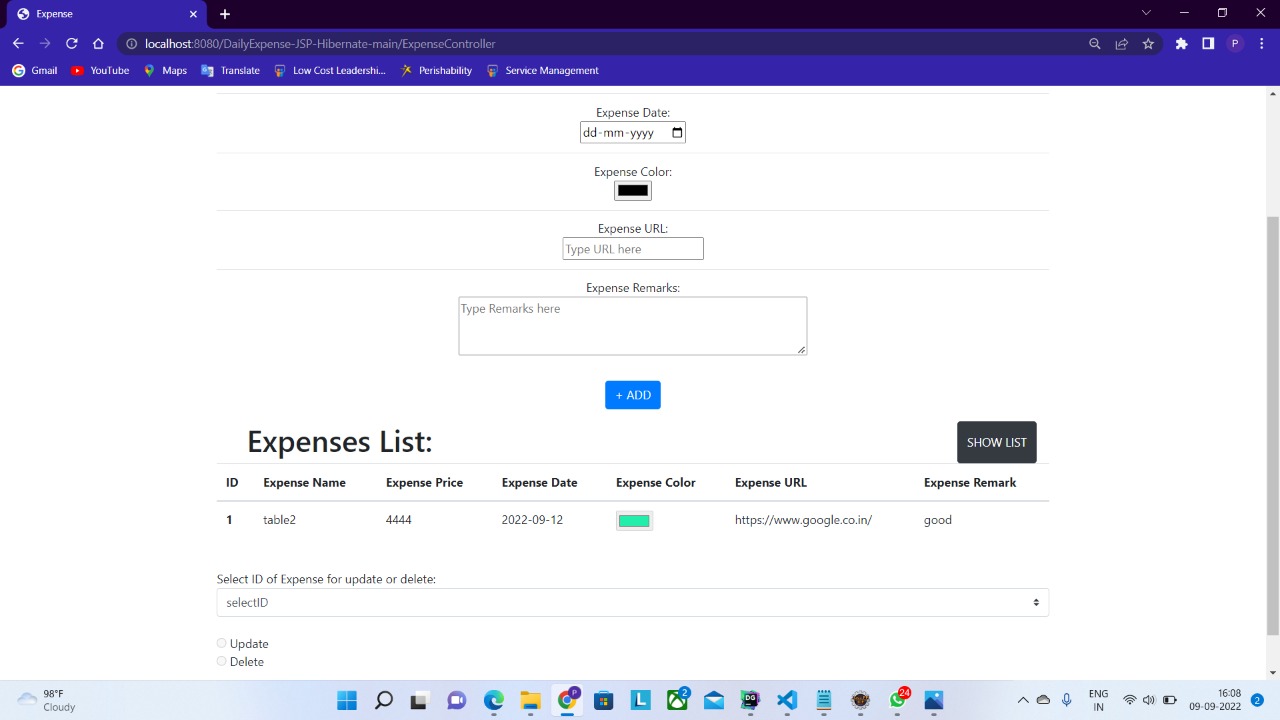 Expense
localhost:8080/DailyExpense-JSP-Hibernate-main/ExpenseController
P
Gmail YouTube Maps Translate Low Cost Leadershi... Perishability Service Management
Expense Date:
dd-mm-yyyy
Expense Color:
Expense URL:
Type URL here
Expense Remarks:
Type Remarks here
+ ADD
Expenses List:
SHOW LIST
ID Expense Name Expense Price Expense Date Expense Color Expense URL Expense Remark
1 table2 4444 2022-09-12 https://www.google.co.in/ good
Select ID of Expense for update or delete:
selectID
Update
Delete
98°F
Cloudy
P
L
2
DG
24
ENG
IN
16:08
09-09-2022
2